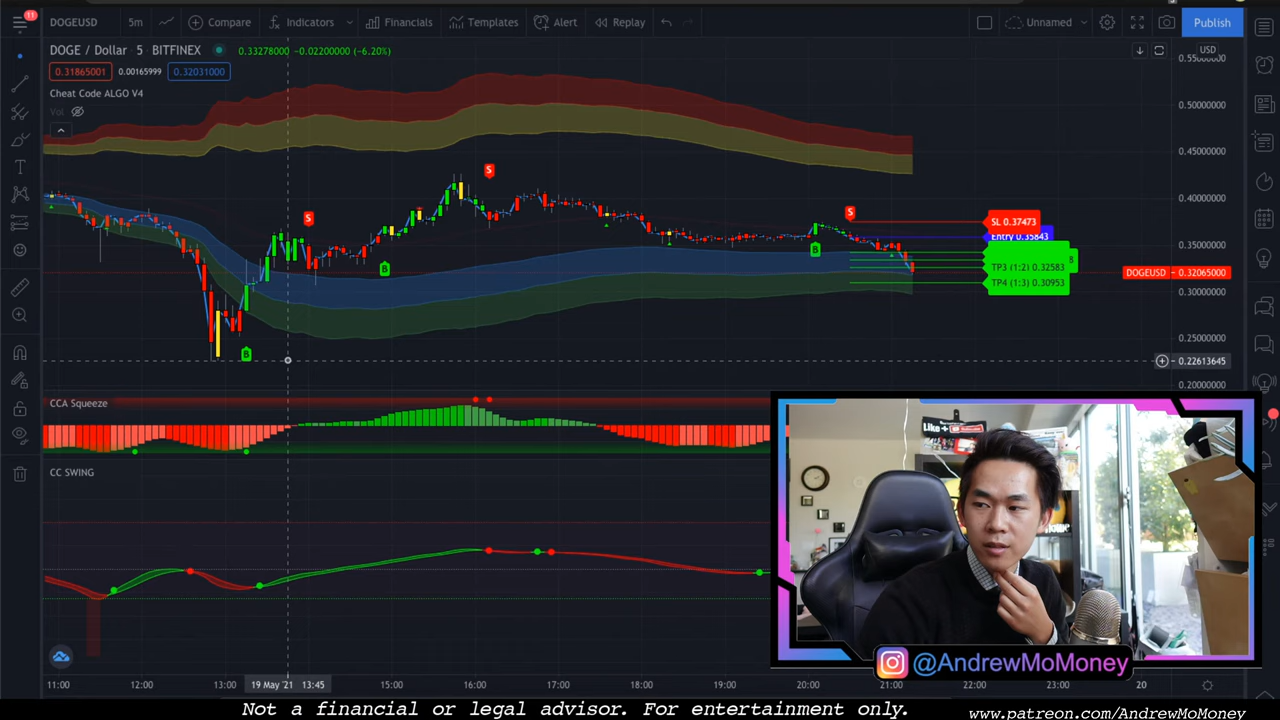 11
DOGEUSD 5m Compare Indicators Financials Templates Alert Replay Unnamed Publish
DOGE / Dollar · 5 · BITFINEX 0.33278000 −0.02200000 (−6.20%)
USD
0.31865001 0.00165999 0.32031000
Cheat Code ALGO V4
Vol
0.55000000
0.50000000
0.45000000
0.40000000
0.35000000
0.30000000
0.25000000
0.20000000
S
S
S
B
B
B
SL 0.37473
Entry 0.35843
8
TP3 (1:2) 0.32583
TP4 (1:3) 0.30953
DOGEUSD 0.32065000
0.22613645
CCA Squeeze
CC SWING
Like +
@AndrewMoMoney
11:00 12:00 13:00 19 May '21 13:45 15:00 16:00 17:00 18:00 19:00 20:00 21:00 22:00 23:00 20
Not a financial or legal advisor. For entertainment only.
www.patreon.com/AndrewMoMoney